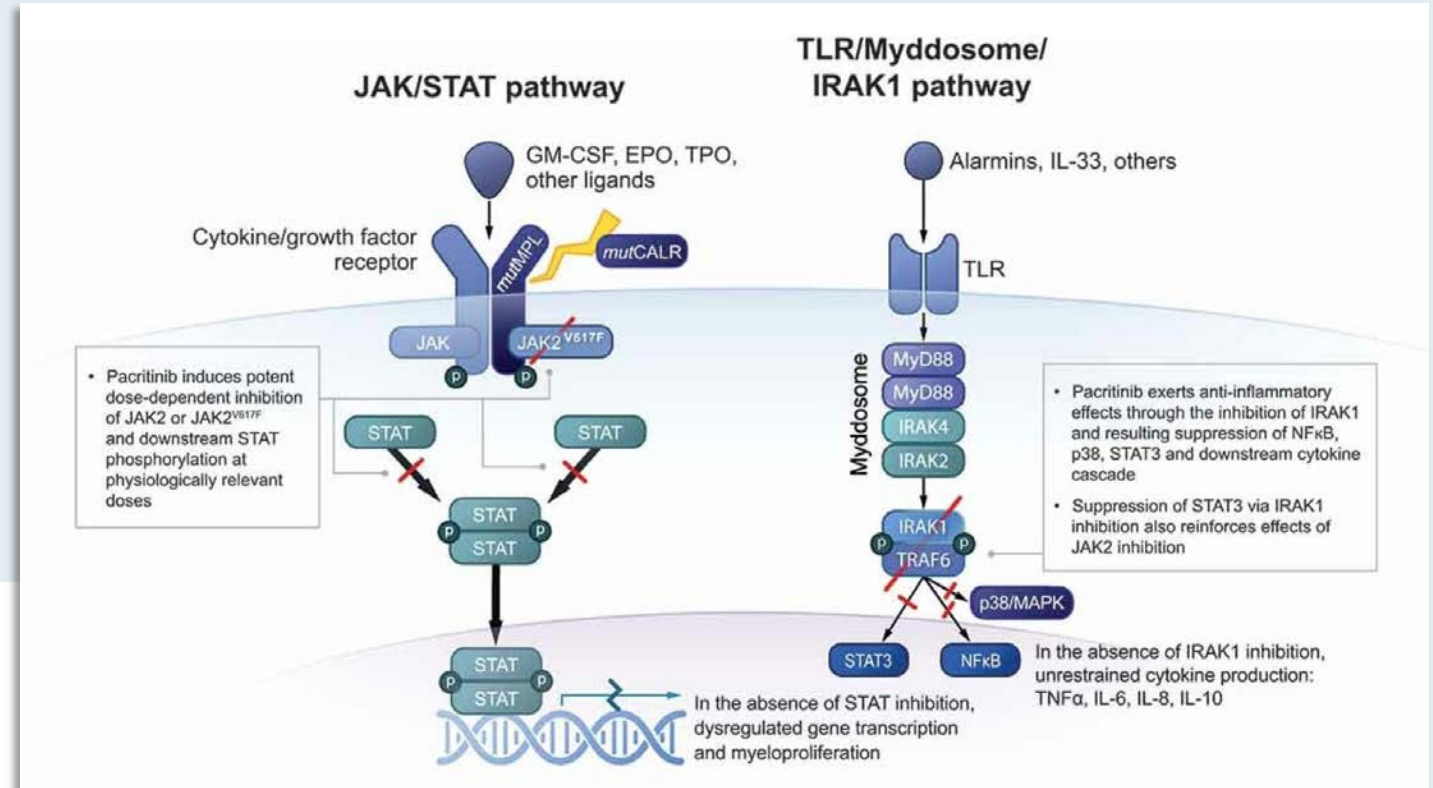 JAK/STAT pathway
TLR/Myddosome/
IRAK1 pathway
GM-CSF, EPO, TPO,
other ligands
Cytokine/growth factor
receptor
mutMPL
mutCALR
JAK
JAK2V617F
P
P
• Pacritinib induces potent
dose-dependent inhibition
of JAK2 or JAK2V617F
and downstream STAT
phosphorylation at
physiologically relevant
doses
STAT
STAT
STAT
STAT
P
P
STAT
STAT
P
P
In the absence of STAT inhibition,
dysregulated gene transcription
and myeloproliferation
Alarmins, IL-33, others
TLR
Myddosome
MyD88
MyD88
IRAK4
IRAK2
IRAK1
TRAF6
P
P
• Pacritinib exerts anti-inflammatory
effects through the inhibition of IRAK1
and resulting suppression of NFκB,
p38, STAT3 and downstream cytokine
cascade
• Suppression of STAT3 via IRAK1
inhibition also reinforces effects of
JAK2 inhibition
p38/MAPK
STAT3
NFκB
In the absence of IRAK1 inhibition,
unrestrained cytokine production:
TNFα, IL-6, IL-8, IL-10